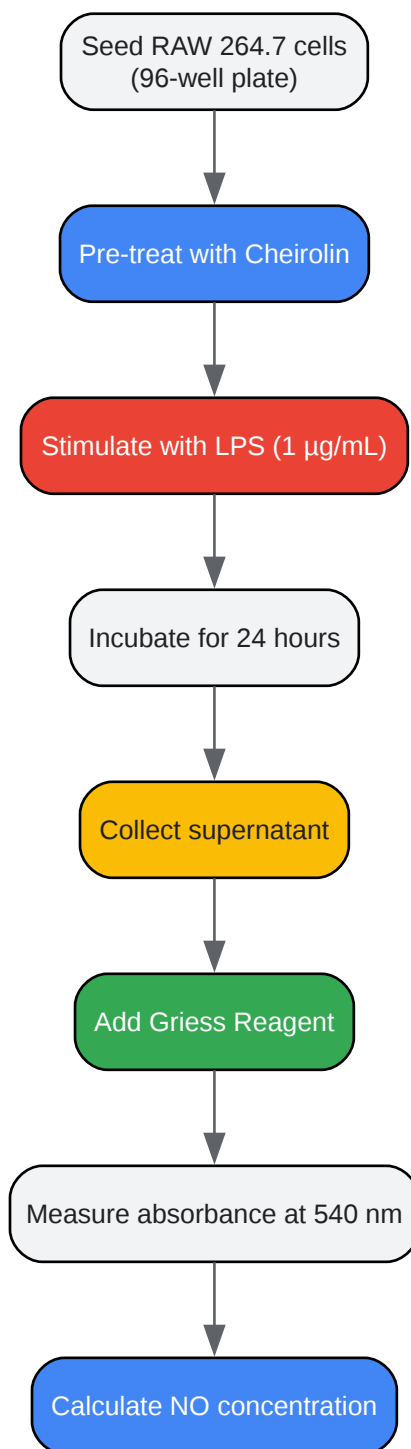 Seed RAW 264.7 cells
(96-well plate)
Pre-treat with Cheirolin
Stimulate with LPS (1 µg/mL)
Incubate for 24 hours
Collect supernatant
Add Griess Reagent
Measure absorbance at 540 nm
Calculate NO concentration